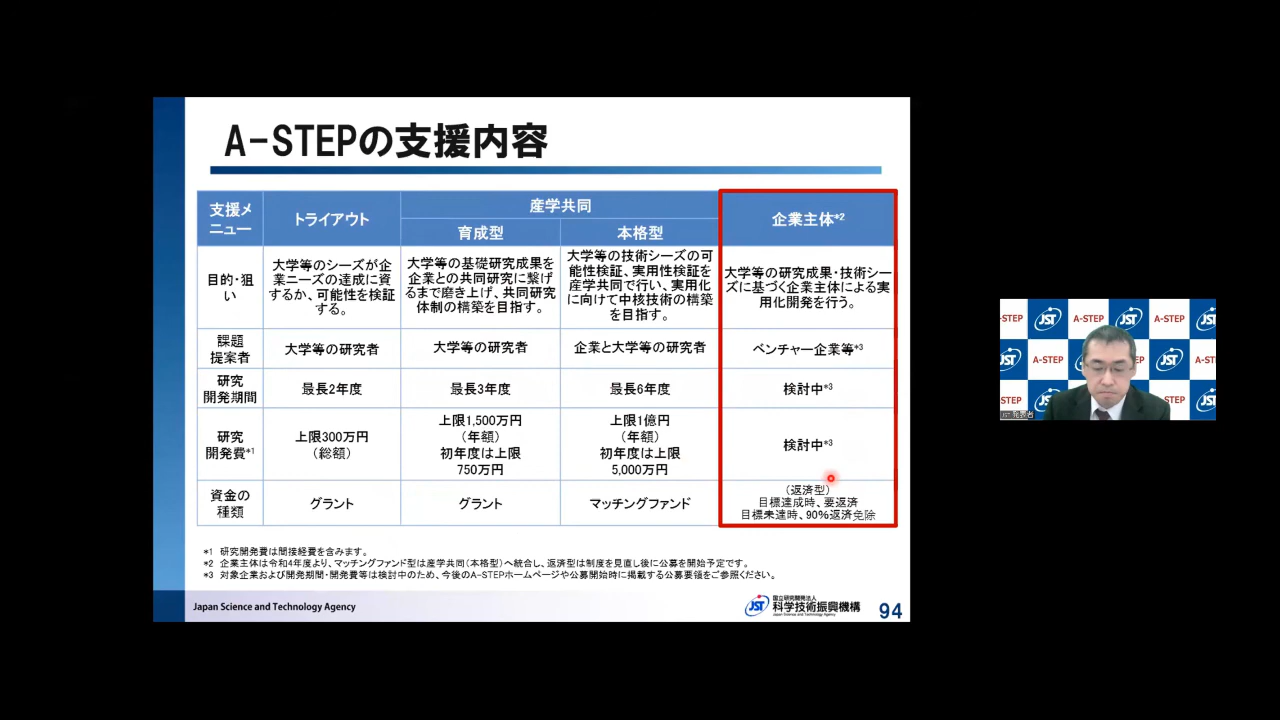 A-STEPの支援内容
支援メ
ニュー
トライアウト
産学共同
育成型
本格型
企業主体*2
目的・狙
い
大学等のシーズが企
業ニーズの達成に資
するか、可能性を検証
する。
大学等の基礎研究成果を
企業との共同研究に繋げ
るまで磨き上げ、共同研究
体制の構築を目指す。
大学等の技術シーズの可
能性検証、実用性検証を
産学共同で行い、実用化
に向けて中核技術の構築
を目指す。
大学等の研究成果・技術シー
ズに基づく企業主体による実
用化開発を行う。
課題
提案者
大学等の研究者
大学等の研究者
企業と大学等の研究者
ベンチャー企業等*3
研究
開発期間
最長2年度
最長3年度
最長6年度
検討中*3
研究
開発費*1
上限300万円
（総額）
上限1,500万円
（年額）
初年度は上限
750万円
上限1億円
（年額）
初年度は上限
5,000万円
検討中*3
資金の
種類
グラント
グラント
マッチングファンド
（返済型）
目標達成時、要返済
目標未達時、90%返済免除
*1 研究開発費は間接経費を含みます。
*2 企業主体は令和4年度より、マッチングファンド型は産学共同（本格型）へ統合し、返済型は制度を見直し後に公募を開始予定です。
*3 対象企業および開発期間・開発費等は検討中のため、今後のA-STEPホームページや公募開始時に掲載する公募要領をご参照ください。
Japan Science and Technology Agency
JST
国立研究開発法人
科学技術振興機構
Japan Science and Technology Agency
94
-STEP
JST
A-STEP
JST
A-STEP
JST
JST
A-STEP
JST
A-ST
STEP
JST
A-STEP
JST
JST 発表者